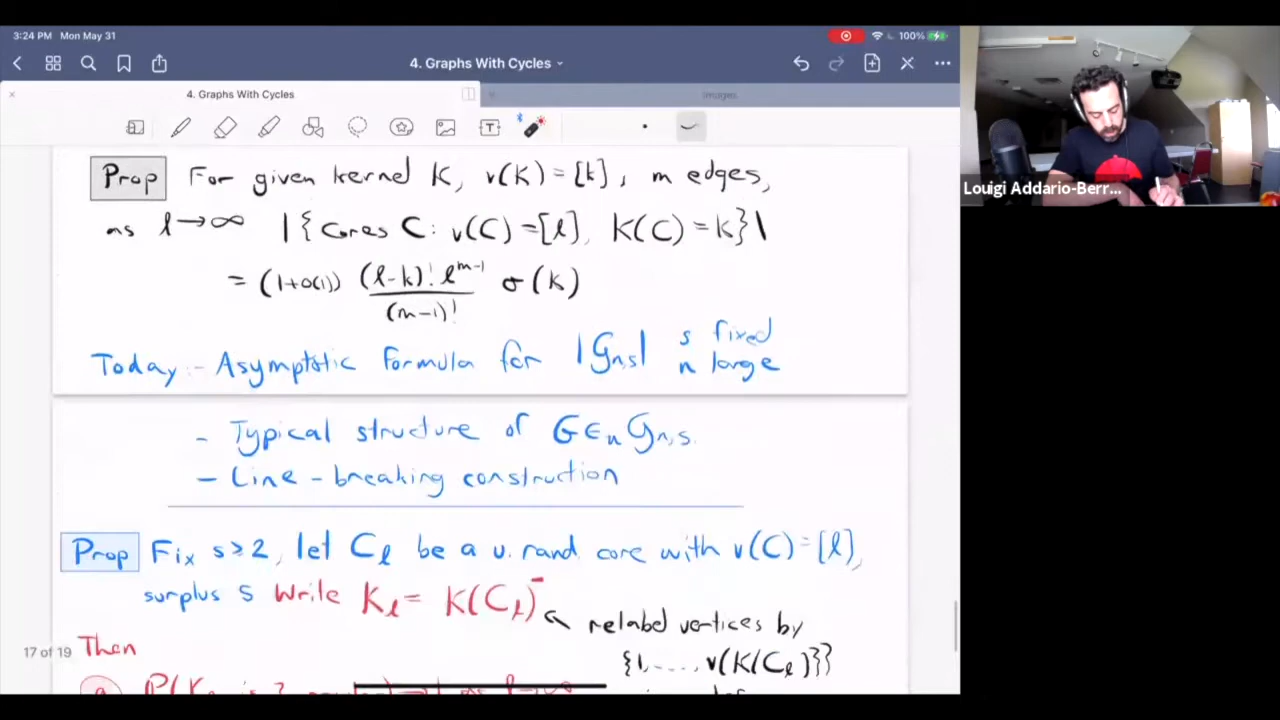 3:24 PM Mon May 31
100%
4. Graphs With Cycles
4. Graphs With Cycles
Images
Prop For given kernel K, v(K) = [k], m edges,
as l → ∞ |{Cores C: v(C) = [l], K(C) = K}|
= (1+o(1)) (l-k)! l^{m-1} / (m-1)! σ(K)
Today: - Asymptotic Formula for |G_{n,s}| s fixed
n large
- Typical structure of G ∈_u G_{n,s}.
- Line-breaking construction
Prop Fix s ≥ 2, let C_l be a u. rand. core with v(C) = [l],
surplus s Write K_l = K(C_l)
relabel vertices by
{1, ..., v(K(C_l))}
17 of 19
Then
Louigi Addario-Berr...